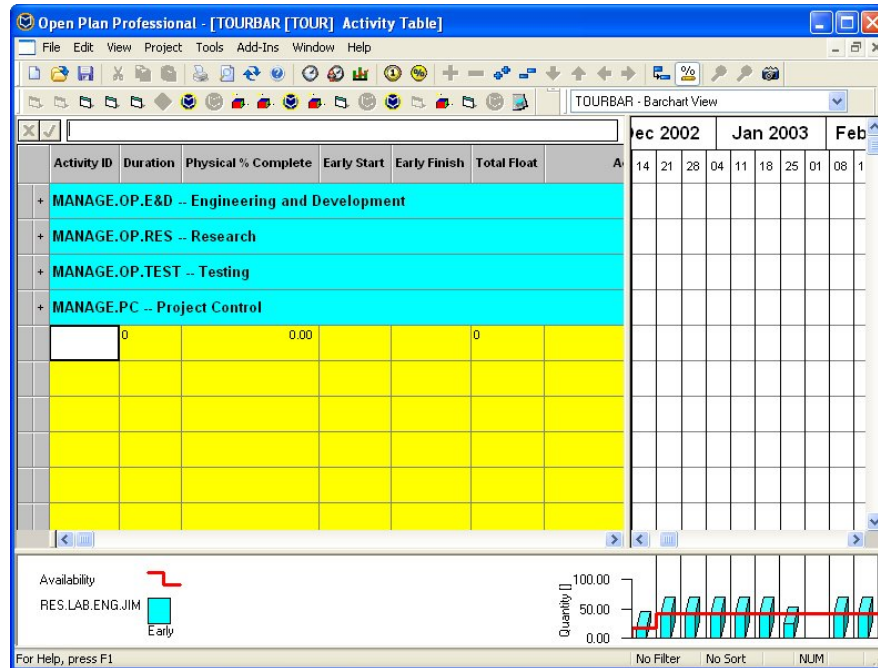 Open Plan Professional - [TOURBAR [TOUR] Activity Table]
File Edit View Project Tools Add-Ins Window Help
TOURBAR - Barchart View
Dec 2002 Jan 2003 Feb
Activity ID Duration Physical % Complete Early Start Early Finish Total Float
14 21 28 04 11 18 25 01 08 1
+ MANAGE.OP.E&D -- Engineering and Development
+ MANAGE.OP.RES -- Research
+ MANAGE.OP.TEST -- Testing
+ MANAGE.PC -- Project Control
0 0.00 0
Availability
RES.LAB.ENG.JIM
Early
Quantity []
100.00
50.00
0.00
For Help, press F1 No Filter No Sort NUM